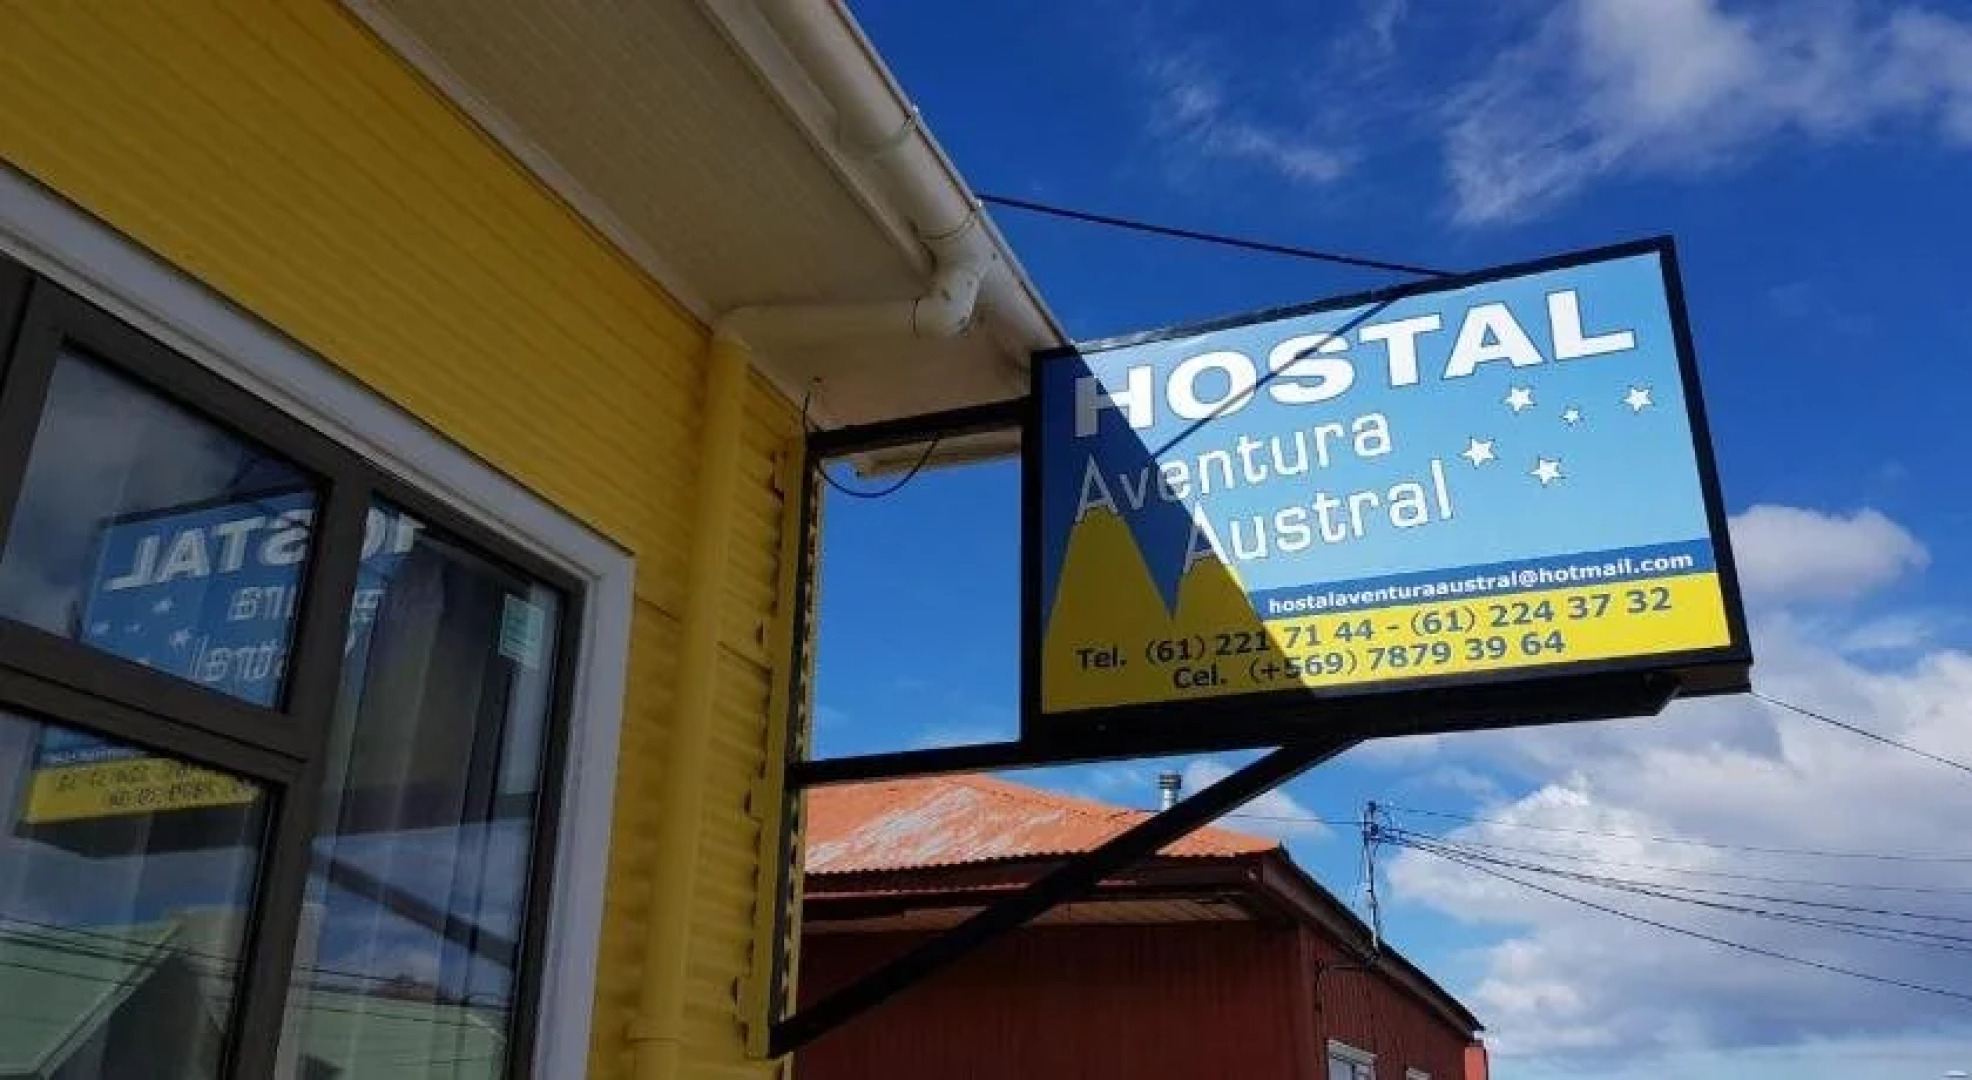 HOSTAL
Aventura
Austral
hostalaventuraaustral@hotmail.com
Tel. (61) 221 71 44 - (61) 224 37 32
Cel. (+569) 7879 39 64